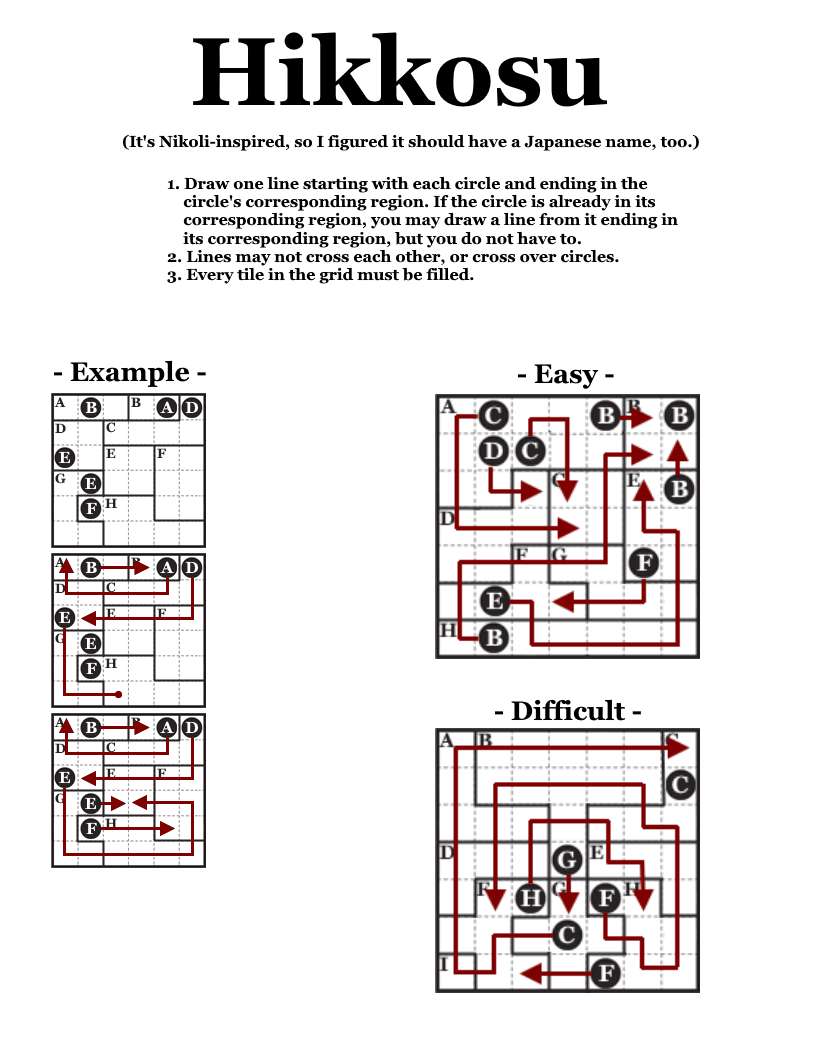 Hikkosu
(It's Nikoli-inspired, so I figured it should have a Japanese name, too.)
1. Draw one line starting with each circle and ending in the
circle's corresponding region. If the circle is already in its
corresponding region, you may draw a line from it ending in
its corresponding region, but you do not have to.
2. Lines may not cross each other, or cross over circles.
3. Every tile in the grid must be filled.
- Example -
A B B A D
D C
E E F
G E
F H
A B B A D
D C
E E F
G E
F H
A B B A D
D C
E E F
G E
F H
- Easy -
A C B B B
D C
E B
D
F G F
E
H B
- Difficult -
A B C
C
D G E
F H G F H
C
I F